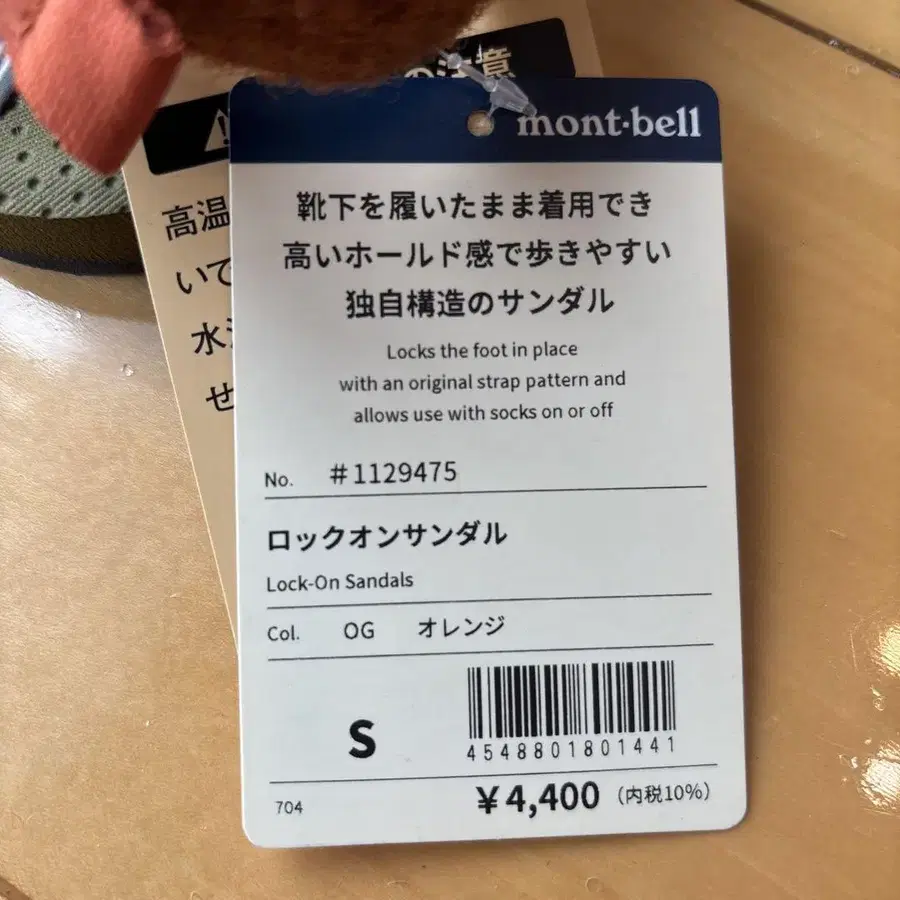 の注意
mont·bell
高温
いて
水
せ
靴下を履いたまま着用でき
高いホールド感で歩きやすい
独自構造のサンダル
Locks the foot in place
with an original strap pattern and
allows use with socks on or off
No. #1129475
ロックオンサンダル
Lock-On Sandals
Col. OG オレンジ
S
4548801801441
704 ¥4,400 (内税10%)